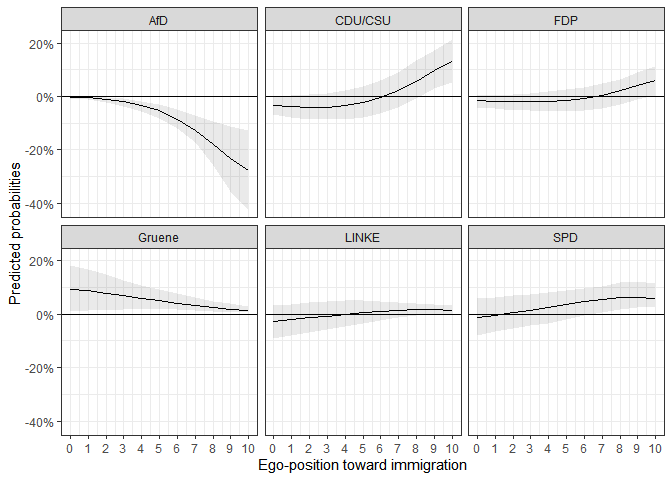 AfD CDU/CSU FDP
20%
0%
-20%
-40%
Gruene LINKE SPD
20%
0%
-20%
-40%
0 1 2 3 4 5 6 7 8 9 10 0 1 2 3 4 5 6 7 8 9 10 0 1 2 3 4 5 6 7 8 9 10
Ego-position toward immigration
Predicted probabilities